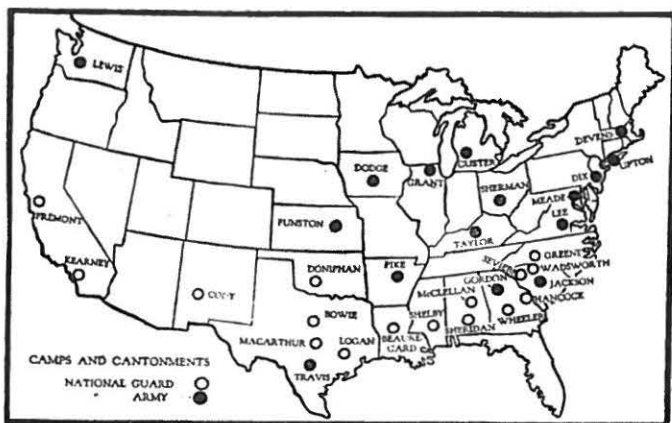 LEWIS
DEVENS
CUSTER
DODGE
GRANT
UPTON
DIX
SHERMAN
MEADE
LEE
FREMONT
FUNSTON
TAYLOR
KEARNEY
DONIPHAN
PIKE
GREENE
SEVIER
WADSWORTH
CODY
GORDON
JACKSON
McCLELLAN
HANCOCK
BOWIE
SHELBY
WHEELER
MACARTHUR
LOGAN
BEAURE
GARD
SHERIDAN
CAMPS AND CANTONMENTS
TRAVIS
NATIONAL GUARD
ARMY